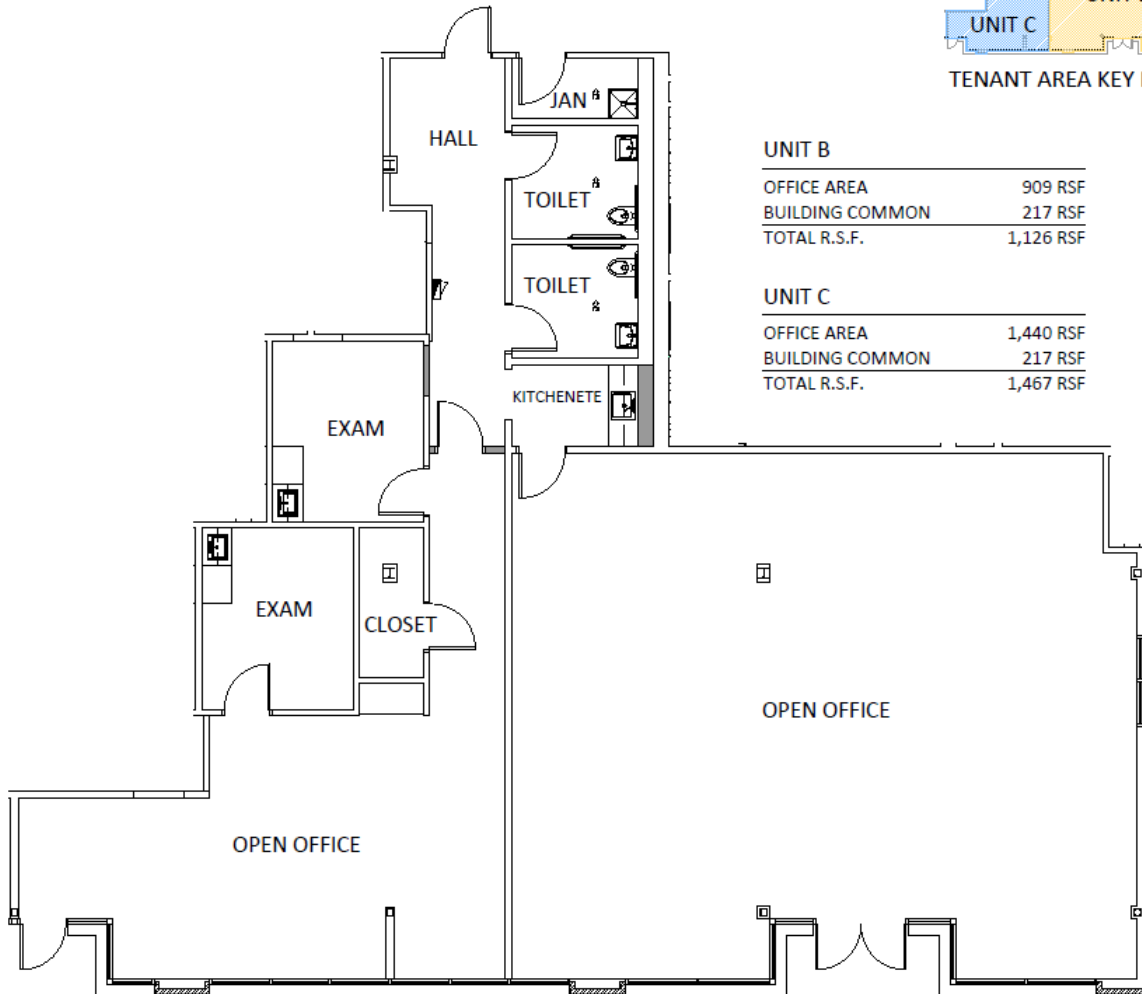 UNIT C
TENANT AREA KEY
JAN
HALL
TOILET
TOILET
KITCHENETE
EXAM
EXAM
CLOSET
OPEN OFFICE
OPEN OFFICE
UNIT B
OFFICE AREA 909 RSF
BUILDING COMMON 217 RSF
TOTAL R.S.F. 1,126 RSF
UNIT C
OFFICE AREA 1,440 RSF
BUILDING COMMON 217 RSF
TOTAL R.S.F. 1,467 RSF